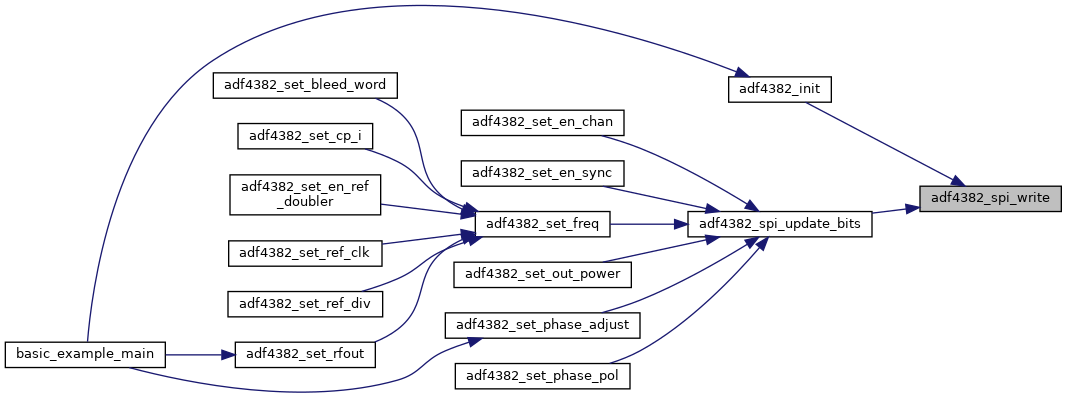 adf4382_set_bleed_word
adf4382_init
adf4382_set_en_chan
adf4382_set_cp_i
adf4382_set_en_sync
adf4382_set_en_ref
_doubler
adf4382_spi_write
adf4382_set_freq
adf4382_spi_update_bits
adf4382_set_ref_clk
adf4382_set_out_power
adf4382_set_ref_div
adf4382_set_phase_adjust
basic_example_main
adf4382_set_rfout
adf4382_set_phase_pol